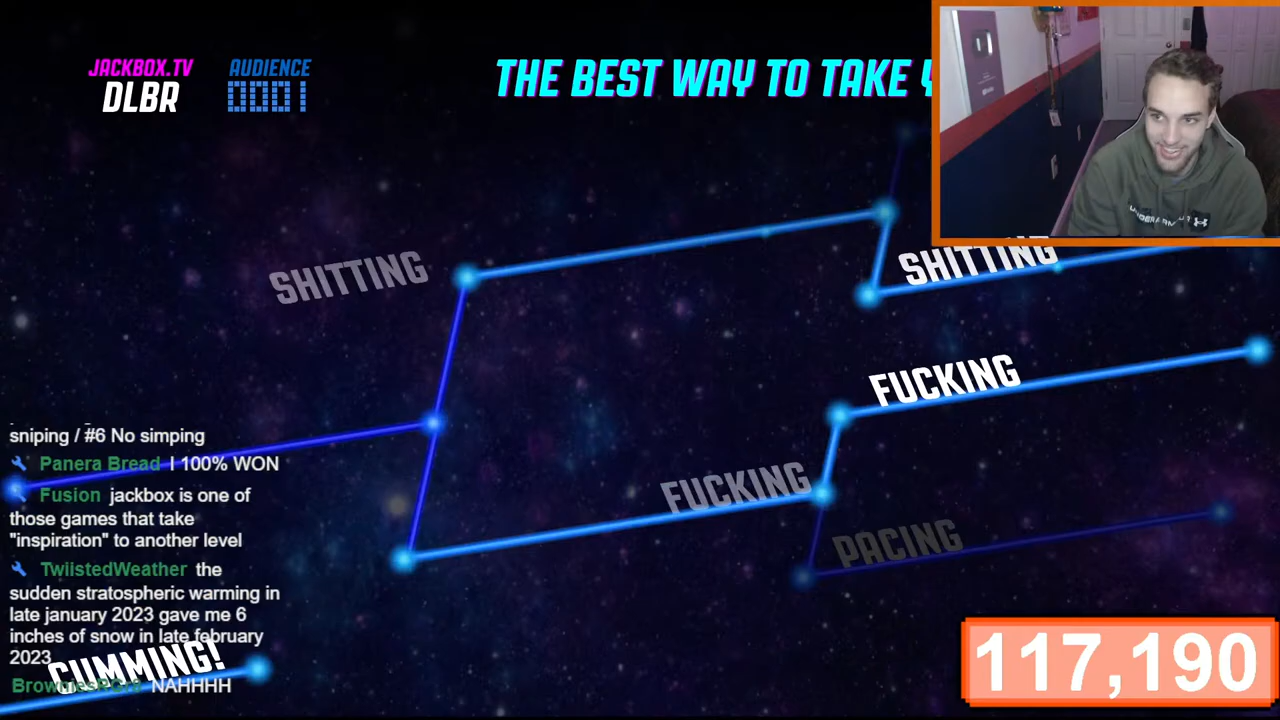 JACKBOX.TV
DLBR
AUDIENCE
0001
THE BEST WAY TO TAKE
SHITTING
SHITTING
FUCKING
FUCKING
PACING
CUMMING!
sniping / #6 No simping
Panera Bread I 100% WON
Fusion jackbox is one of
those games that take
"inspiration" to another level
TwiistedWeather the
sudden stratospheric warming in
late january 2023 gave me 6
inches of snow in late february
2023
NAHHHH
UNDER ARMOUR
117,190